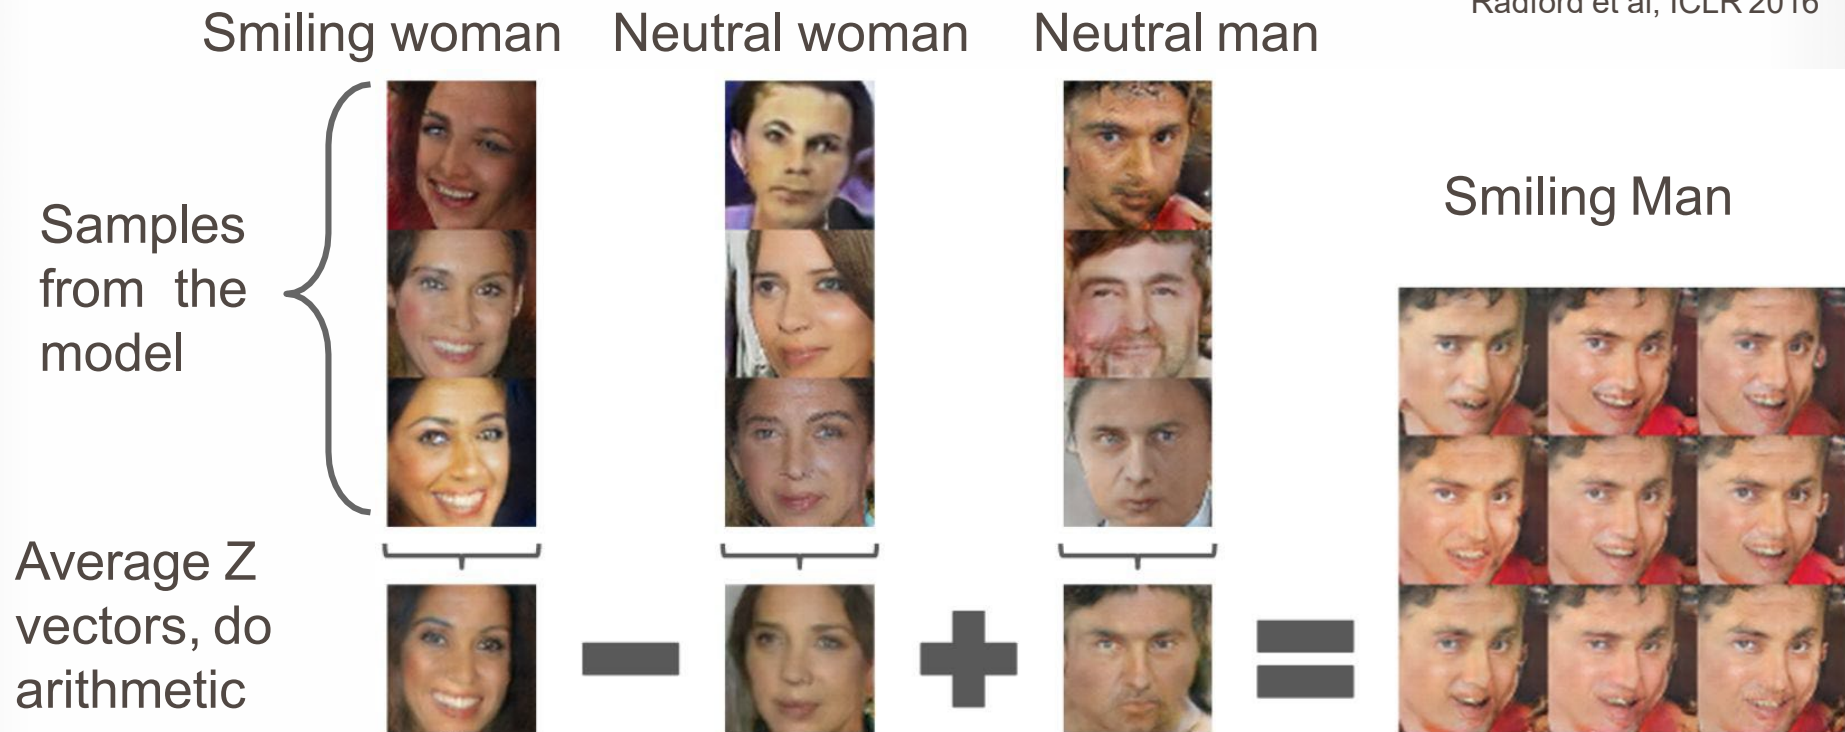 Radford et al, ICLR 2016
Smiling woman
Neutral woman
Neutral man
Samples
from the
model
Smiling Man
Average Z
vectors, do
arithmetic